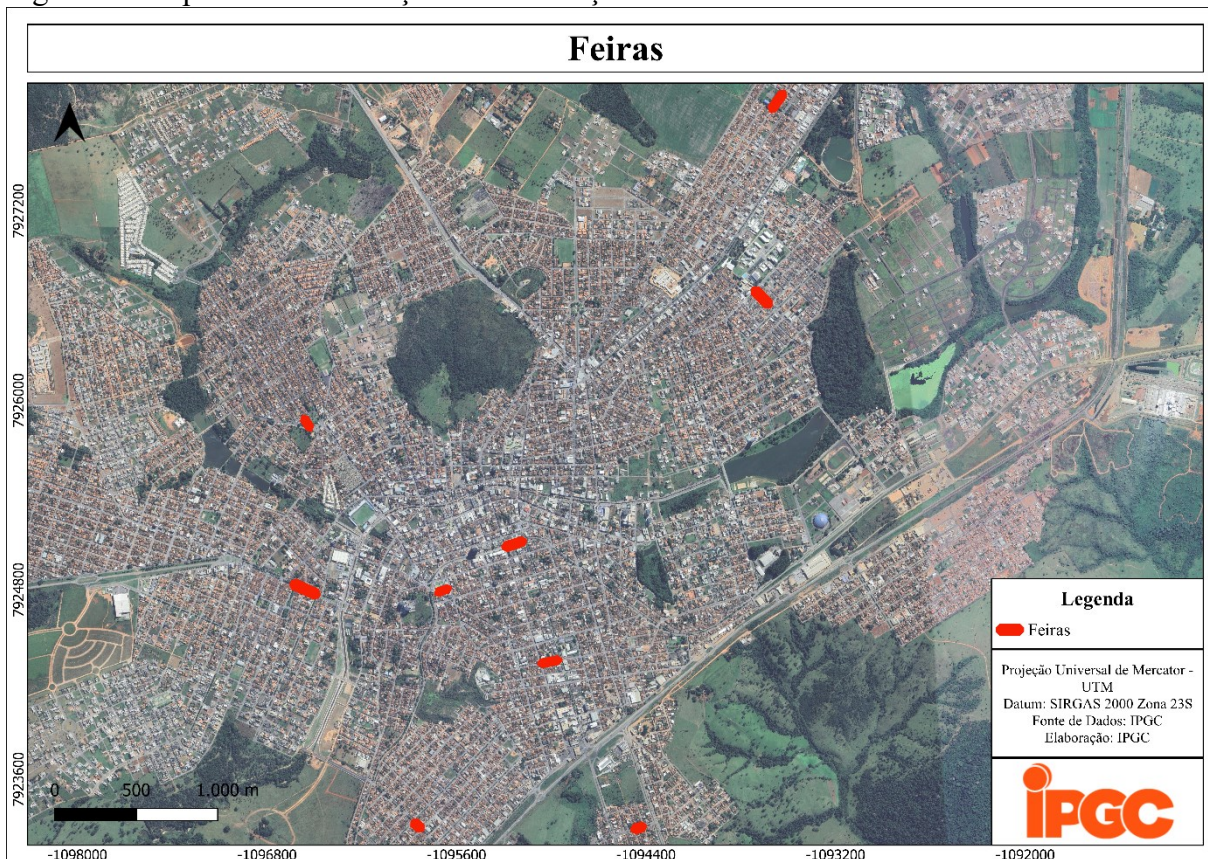 Feiras
7927200
7926000
7924800
7923600
0 500 1.000 m
Legenda
Feiras
Projeção Universal de Mercator -
UTM
Datum: SIRGAS 2000 Zona 23S
Fonte de Dados: IPGC
Elaboração: IPGC
iPGC
-1098000 -1096800 -1095600 -1094400 -1093200 -1092000